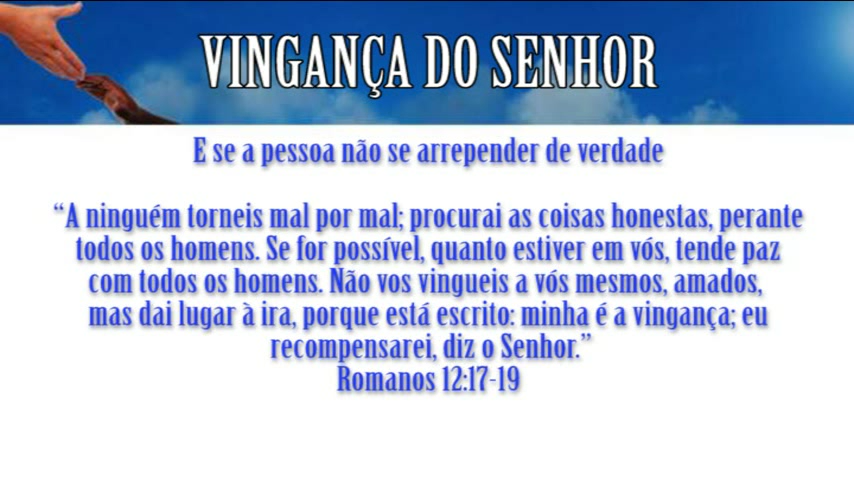 VINGANÇA DO SENHOR
E se a pessoa não se arrepender de verdade
“A ninguém torneis mal por mal; procurai as coisas honestas, perante
todos os homens. Se for possível, quanto estiver em vós, tende paz
com todos os homens. Não vos vingueis a vós mesmos, amados,
mas dai lugar à ira, porque está escrito: minha é a vingança; eu
recompensarei, diz o Senhor.”
Romanos 12:17-19